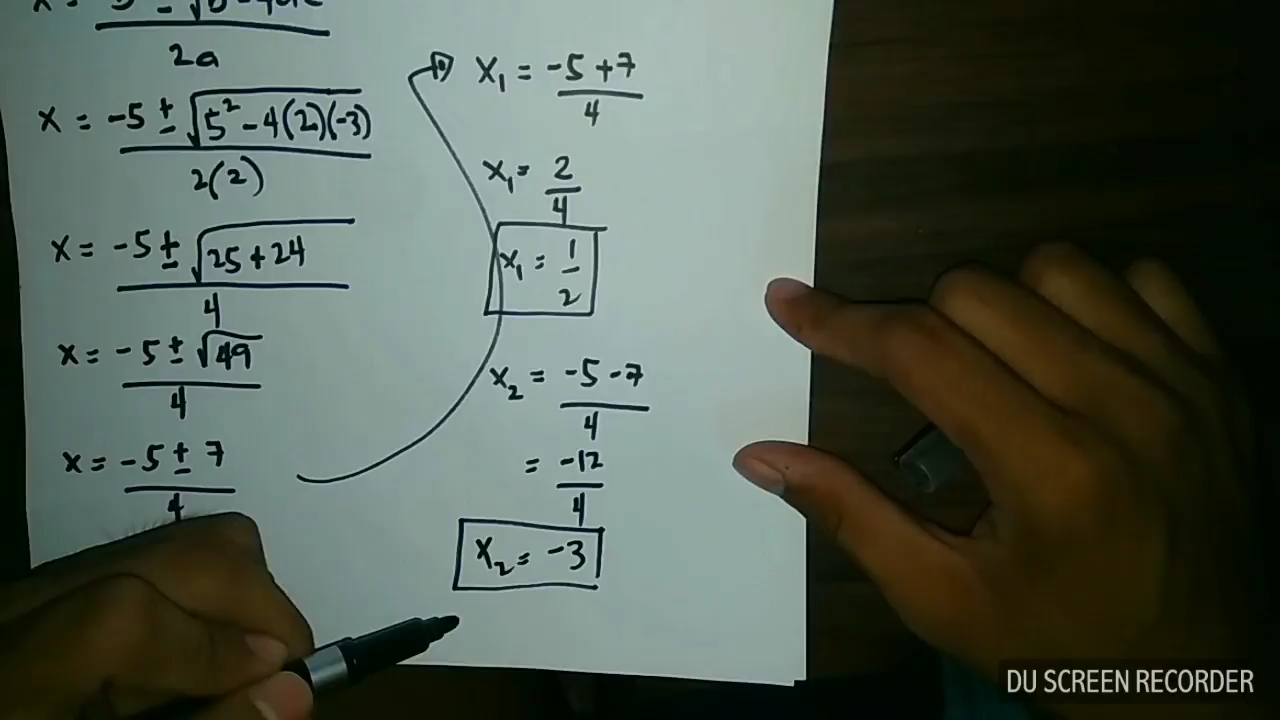 2a
x = -5 ± √5² - 4(2)(-3)
2(2)
x = -5 ± √25 + 24
4
x = -5 ± √49
4
x = -5 ± 7
4
x₁ = -5 + 7
4
x₁ = 2
4
x₁ = 1
2
x₂ = -5 - 7
4
= -12
4
x₂ = -3
DU SCREEN RECORDER